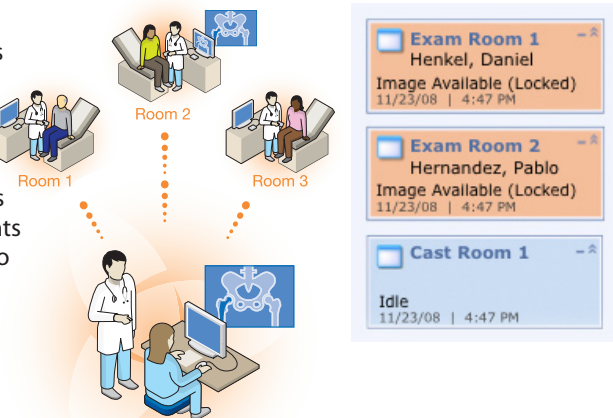 s
Room 2
Room 1
Room 3
s
nts
o
Exam Room 1
Henkel, Daniel
Image Available (Locked)
11/23/08 | 4:47 PM
Exam Room 2
Hernandez, Pablo
Image Available (Locked)
11/23/08 | 4:47 PM
Cast Room 1
Idle
11/23/08 | 4:47 PM